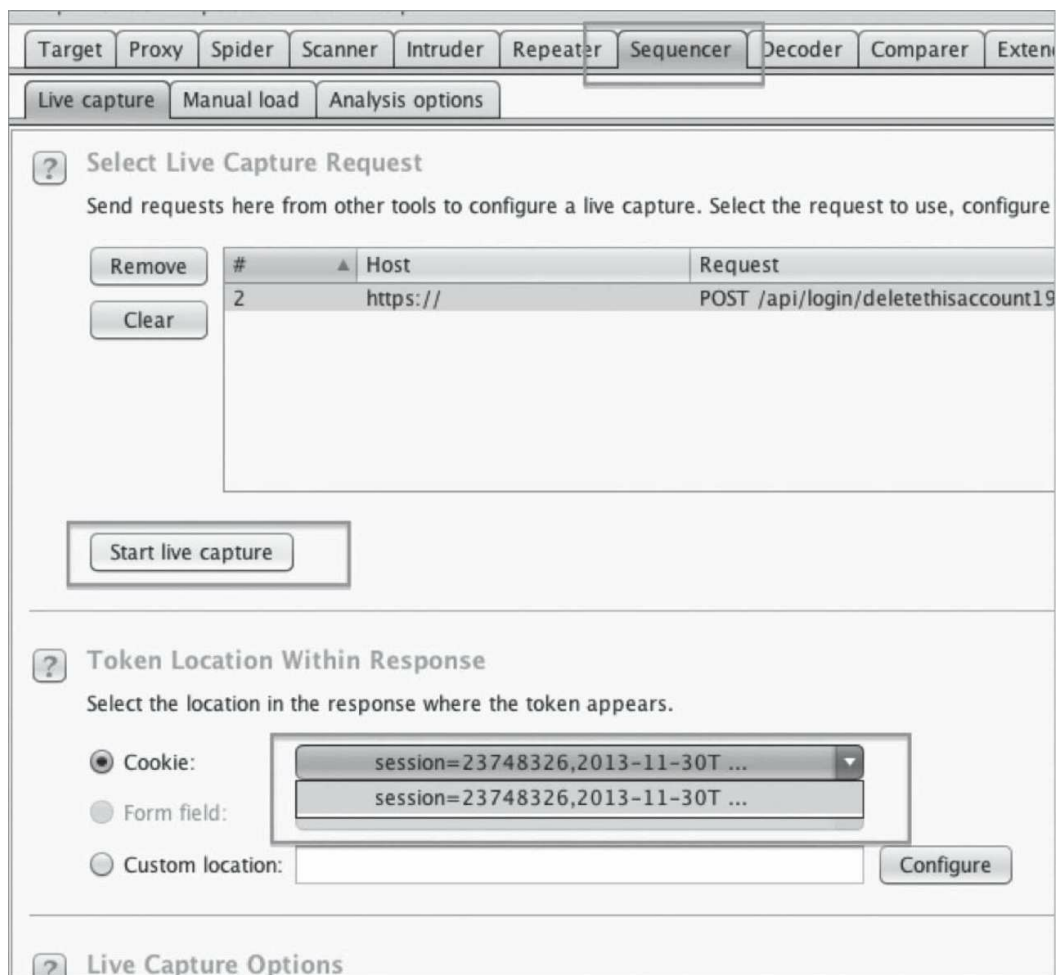 Target Proxy Spider Scanner Intruder Repeater Sequencer Decoder Comparer Exten
Live capture Manual load Analysis options
? Select Live Capture Request
Send requests here from other tools to configure a live capture. Select the request to use, configure
Remove
Clear
# Host Request
2 https:// POST /api/login/deletethisaccount19
Start live capture
? Token Location Within Response
Select the location in the response where the token appears.
Cookie: session=23748326,2013-11-30T ...
session=23748326,2013-11-30T ...
Form field:
Custom location: Configure
? Live Capture Options